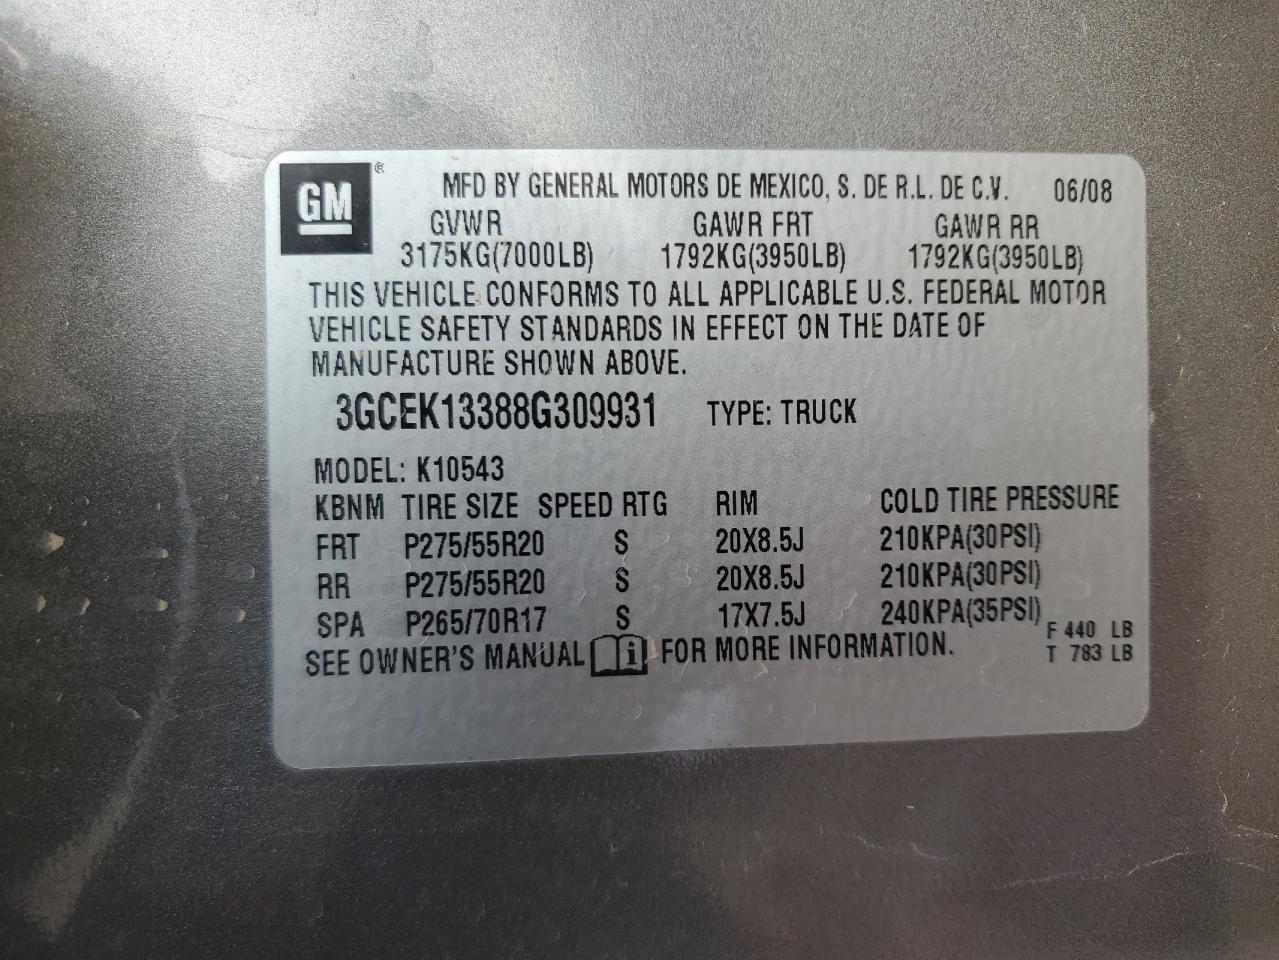 GM ® MFD BY GENERAL MOTORS DE MEXICO, S. DE R.L. DE C.V. 06/08
GVWR GAWR FRT GAWR RR
3175KG(7000LB) 1792KG(3950LB) 1792KG(3950LB)
THIS VEHICLE CONFORMS TO ALL APPLICABLE U.S. FEDERAL MOTOR
VEHICLE SAFETY STANDARDS IN EFFECT ON THE DATE OF
MANUFACTURE SHOWN ABOVE.
3GCEK13388G309931 TYPE: TRUCK
MODEL: K10543
KBNM TIRE SIZE SPEED RTG RIM COLD TIRE PRESSURE
FRT P275/55R20 S 20X8.5J 210KPA(30PSI)
RR P275/55R20 S 20X8.5J 210KPA(30PSI)
SPA P265/70R17 S 17X7.5J 240KPA(35PSI)
F 440 LB
SEE OWNER'S MANUAL i FOR MORE INFORMATION. T 783 LB